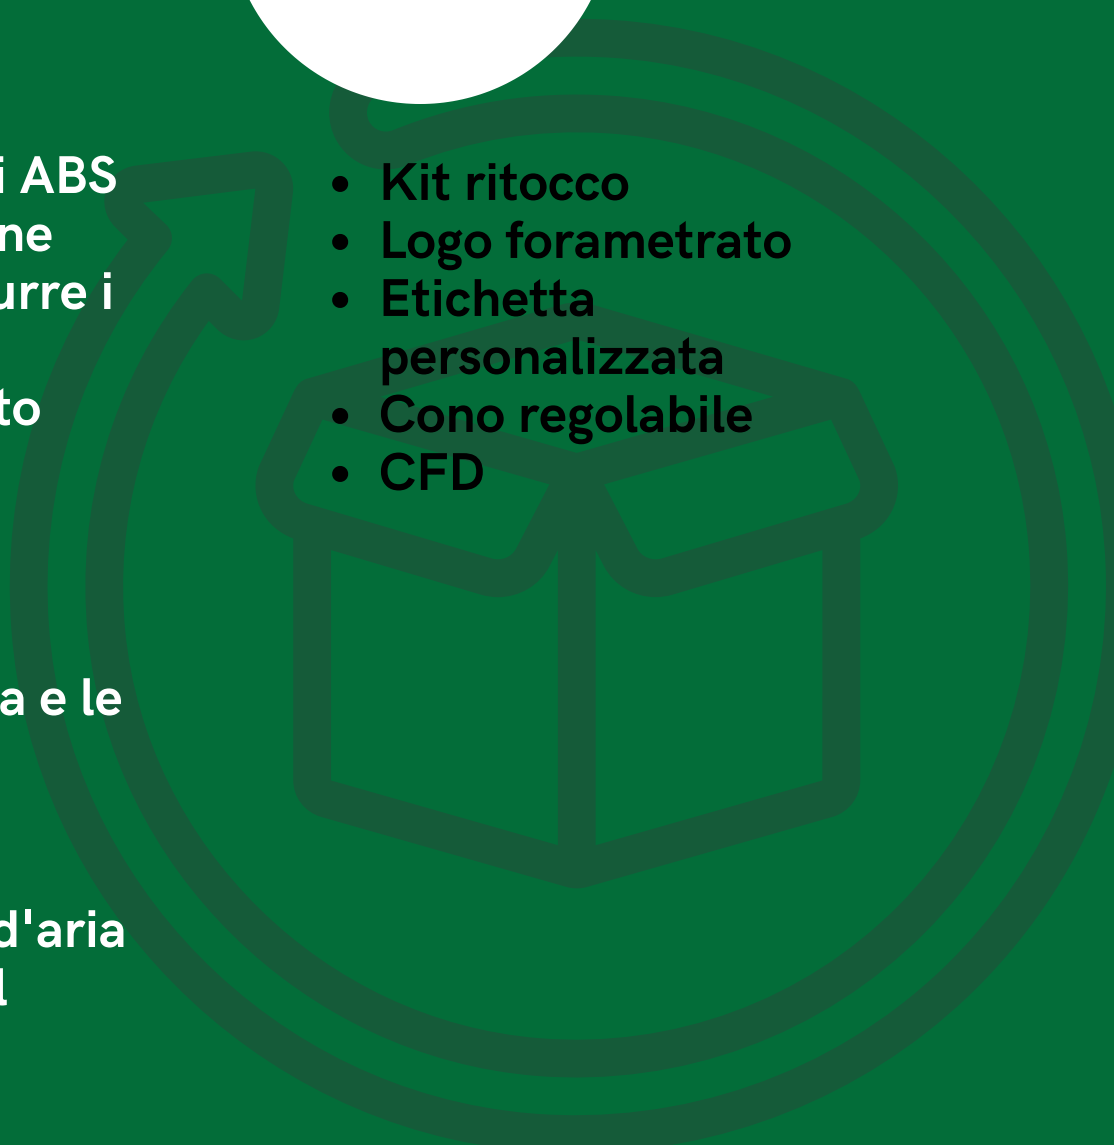 i ABS
ne
urre i
to
a e le
d'aria
l
• Kit ritocco
• Logo forametrato
• Etichetta
personalizzata
• Cono regolabile
• CFD